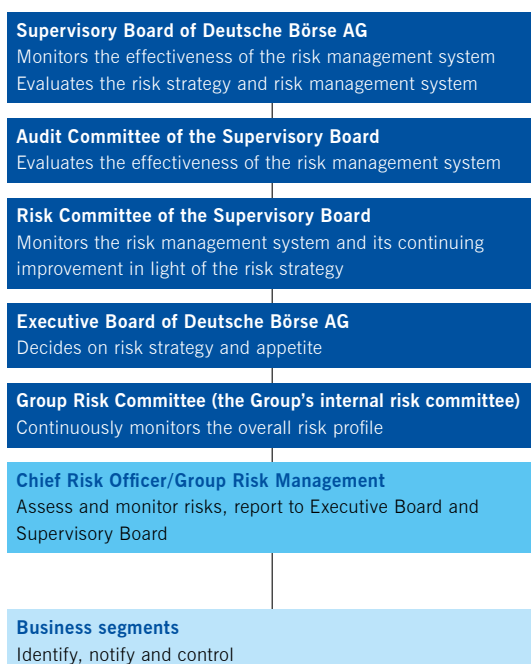 Supervisory Board of Deutsche Börse AG
Monitors the effectiveness of the risk management system
Evaluates the risk strategy and risk management system
Audit Committee of the Supervisory Board
Evaluates the effectiveness of the risk management system
Risk Committee of the Supervisory Board
Monitors the risk management system and its continuing
improvement in light of the risk strategy
Executive Board of Deutsche Börse AG
Decides on risk strategy and appetite
Group Risk Committee (the Group’s internal risk committee)
Continuously monitors the overall risk profile
Chief Risk Officer/Group Risk Management
Assess and monitor risks, report to Executive Board and
Supervisory Board
Business segments
Identify, notify and control